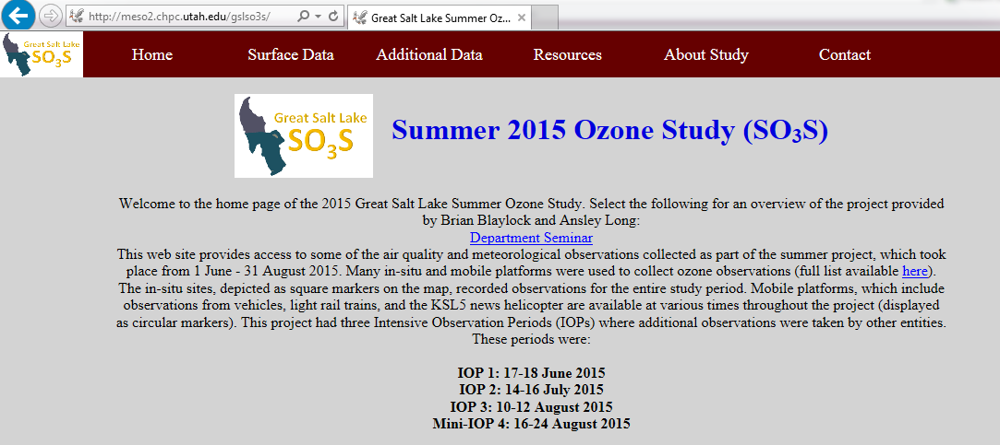 http://meso2.chpc.utah.edu/gslso3s/
Great Salt Lake Summer Oz...
Great Salt Lake
SO3S
Home Surface Data Additional Data Resources About Study Contact
Great Salt Lake
SO3S
Summer 2015 Ozone Study (SO3S)
Welcome to the home page of the 2015 Great Salt Lake Summer Ozone Study. Select the following for an overview of the project provided
by Brian Blaylock and Ansley Long:
Department Seminar
This web site provides access to some of the air quality and meteorological observations collected as part of the summer project, which took
place from 1 June - 31 August 2015. Many in-situ and mobile platforms were used to collect ozone observations (full list available here).
The in-situ sites, depicted as square markers on the map, recorded observations for the entire study period. Mobile platforms, which include
observations from vehicles, light rail trains, and the KSL5 news helicopter are available at various times throughout the project (displayed
as circular markers). This project had three Intensive Observation Periods (IOPs) where additional observations were taken by other entities.
These periods were:
IOP 1: 17-18 June 2015
IOP 2: 14-16 July 2015
IOP 3: 10-12 August 2015
Mini-IOP 4: 16-24 August 2015